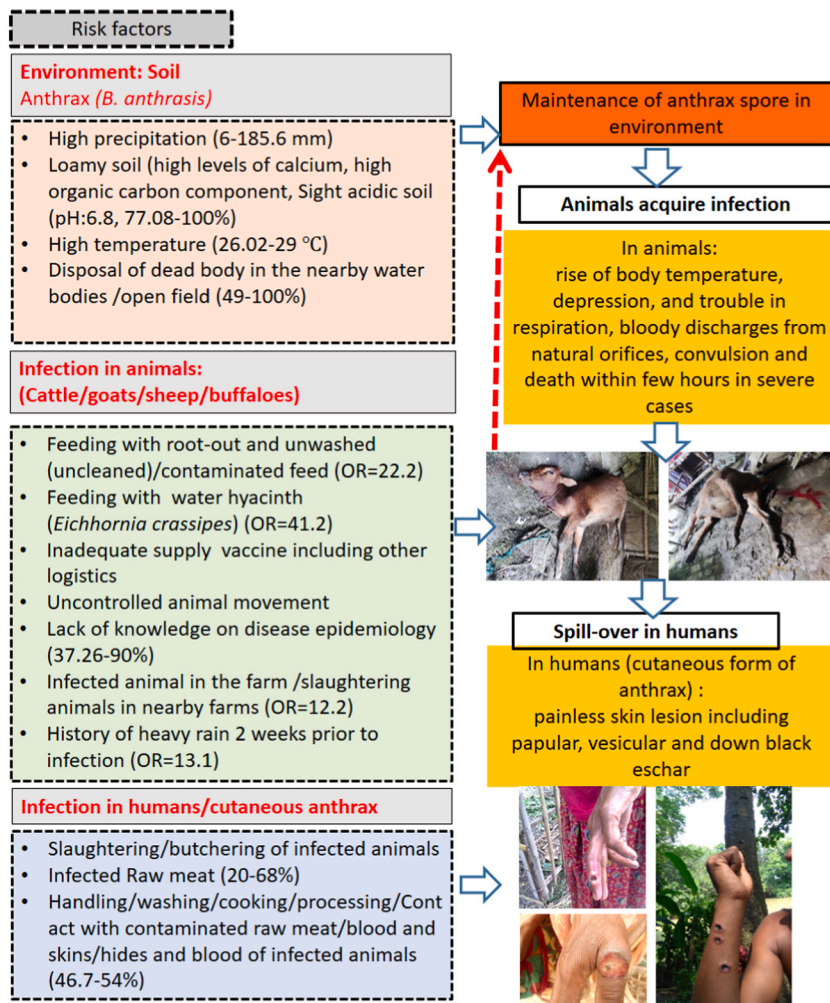 Risk factors
Environment: Soil
Anthrax (B. anthrasis)
• High precipitation (6-185.6 mm)
• Loamy soil (high levels of calcium, high
organic carbon component, Sight acidic soil
(pH:6.8, 77.08-100%)
• High temperature (26.02-29 ℃)
• Disposal of dead body in the nearby water
bodies /open field (49-100%)
Infection in animals:
(Cattle/goats/sheep/buffaloes)
• Feeding with root-out and unwashed
(uncleaned)/contaminated feed (OR=22.2)
• Feeding with water hyacinth
(Eichhornia crassipes) (OR=41.2)
• Inadequate supply vaccine including other
logistics
• Uncontrolled animal movement
• Lack of knowledge on disease epidemiology
(37.26-90%)
• Infected animal in the farm /slaughtering
animals in nearby farms (OR=12.2)
• History of heavy rain 2 weeks prior to
infection (OR=13.1)
Infection in humans/cutaneous anthrax
• Slaughtering/butchering of infected animals
• Infected Raw meat (20-68%)
• Handling/washing/cooking/processing/Cont
act with contaminated raw meat/blood and
skins/hides and blood of infected animals
(46.7-54%)
Maintenance of anthrax spore in
environment
Animals acquire infection
In animals:
rise of body temperature,
depression, and trouble in
respiration, bloody discharges from
natural orifices, convulsion and
death within few hours in severe
cases
Spill-over in humans
In humans (cutaneous form of
anthrax) :
painless skin lesion including
papular, vesicular and down black
eschar